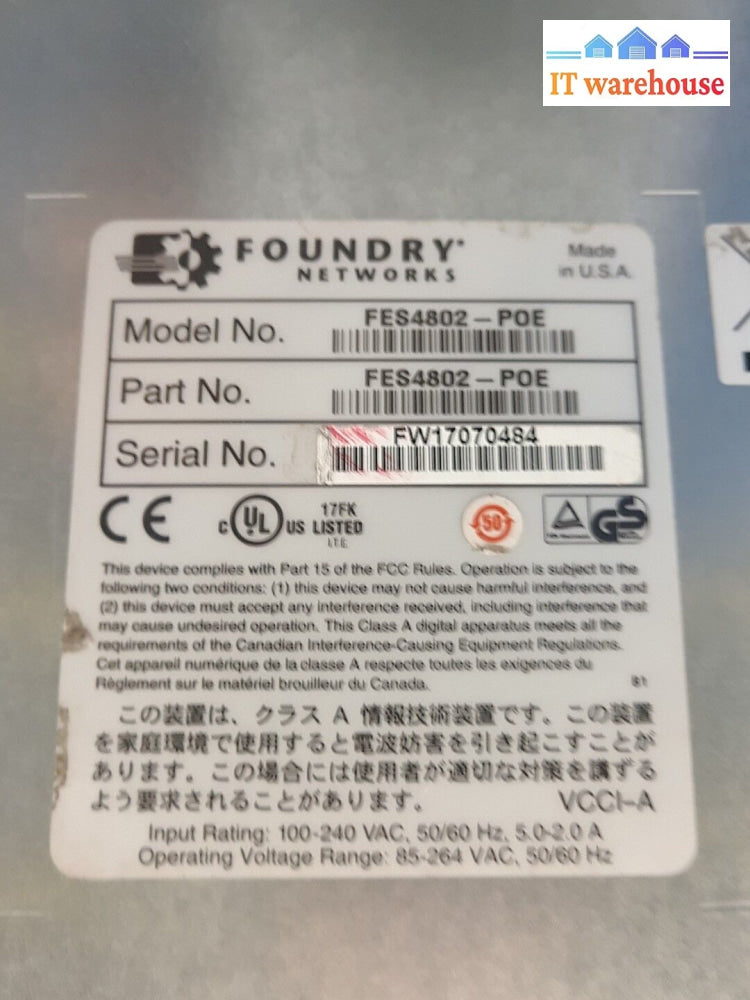 IT warehouse
FOUNDRY
NETWORKS
Made
in U.S.A.
Model No.
FES4802-POE
Part No.
FES4802-POE
Serial No.
FW17070484
CE
C UL US LISTED
17FK
I.T.E.
50
GS
This device complies with Part 15 of the FCC Rules. Operation is subject to the
following two conditions: (1) this device may not cause harmful interference, and
(2) this device must accept any interference received, including interference that
may cause undesired operation. This Class A digital apparatus meets all the
requirements of the Canadian Interference-Causing Equipment Regulations.
Cet appareil numérique de la classe A respecte toutes les exigences du
Règlement sur le matériel brouilleur du Canada.
81
この装置は、クラス A 情報技術装置です。この装置
を家庭環境で使用すると電波妨害を引き起こすことが
あります。この場合には使用者が適切な対策を講ずる
よう要求されることがあります。
VCCI-A
Input Rating: 100-240 VAC, 50/60 Hz, 5.0-2.0 A
Operating Voltage Range: 85-264 VAC, 50/60 Hz